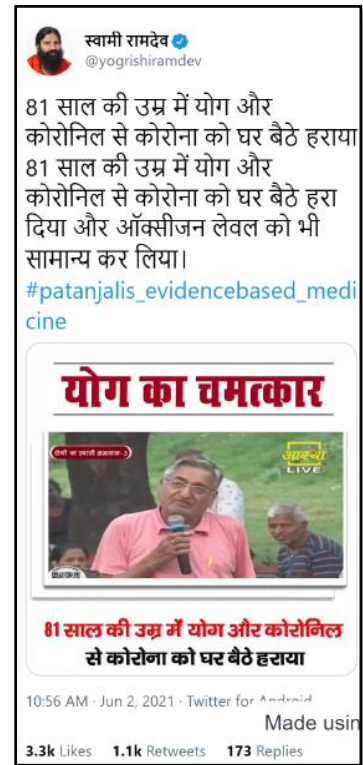 स्वामी रामदेव
@yogrishiramdev
81 साल की उम्र में योग और
कोरोनिल से कोरोना को घर बैठे हराया
81 साल की उम्र में योग और
कोरोनिल से कोरोना को घर बैठे हरा
दिया और ऑक्सीजन लेवल को भी
सामान्य कर लिया।
#patanjalis_evidencebased_medi
cine
योग का चमत्कार
आस्था
LIVE
81 साल की उम्र में योग और कोरोनिल
से कोरोना को घर बैठे हराया
10:56 AM · Jun 2, 2021 · Twitter for Android
Made usin
3.3k Likes 1.1k Retweets 173 Replies